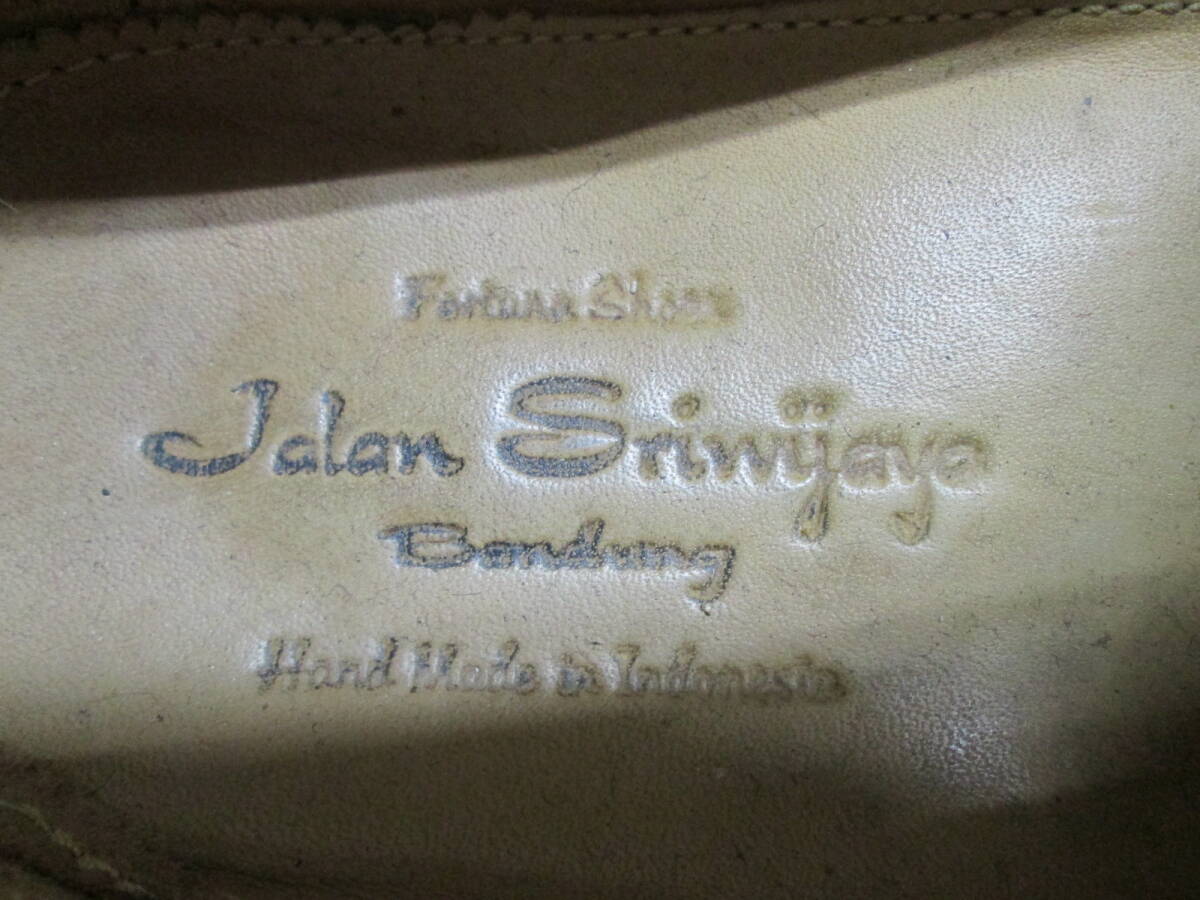 Fortuna Shoes
Jalan Sriwijaya
Bandung
Hand Made in Indonesia